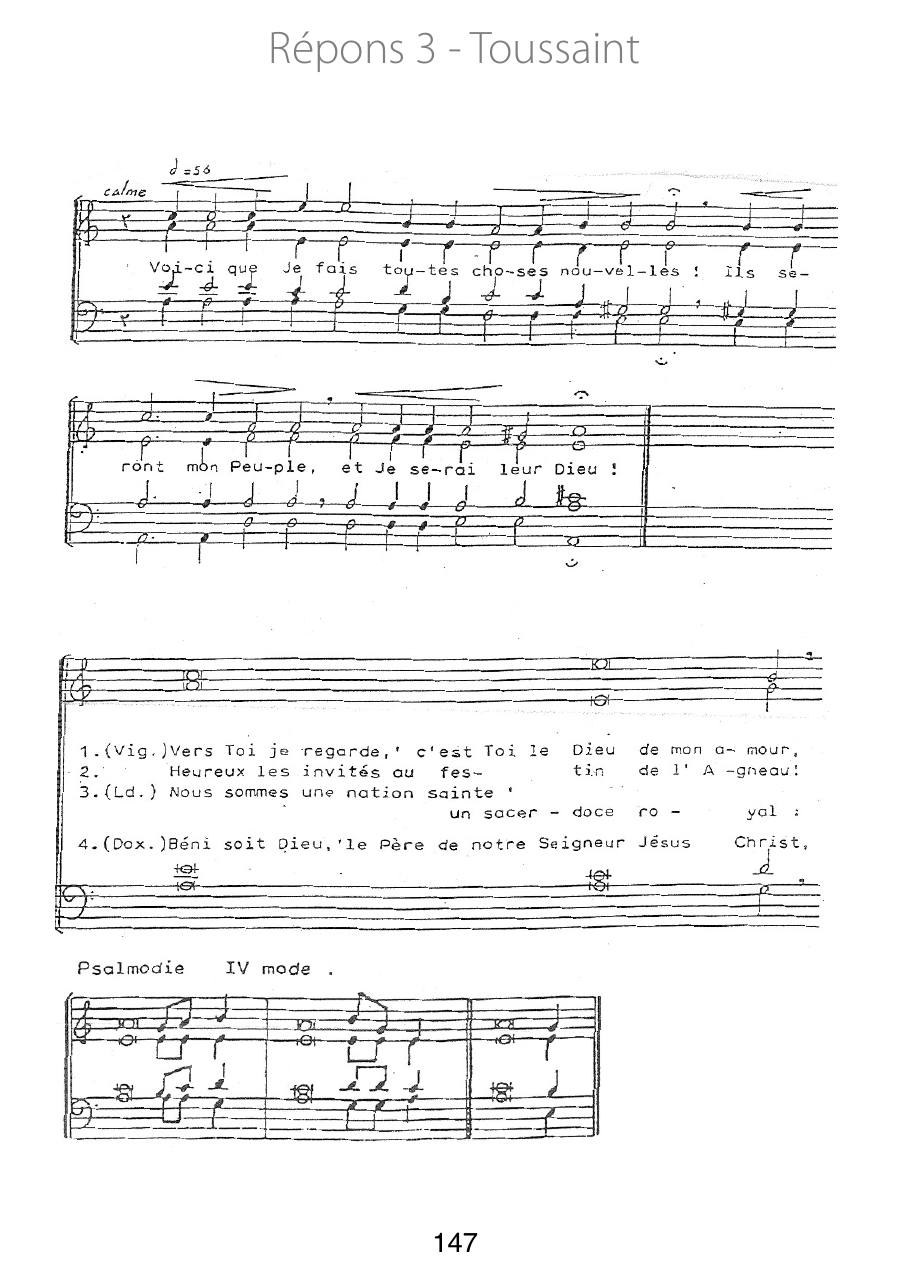 Répons 3 - Toussaint
calme
♩=56
Voi-ci que Je fais tou-tes cho-ses nou-vel-les ! Ils se-
ront mon Peu-ple, et Je se-rai leur Dieu !
1.(Vig.)Vers Toi je regarde,' c'est Toi le Dieu de mon a- mour,
2. Heureux les invités au fes- tin de l' A -gneau!
3.(Ld.) Nous sommes une nation sainte '
un sacer - doce ro - yal :
4.(Dox.)Béni soit Dieu,'le Père de notre Seigneur Jésus Christ,
Psalmodie IV mode .
147